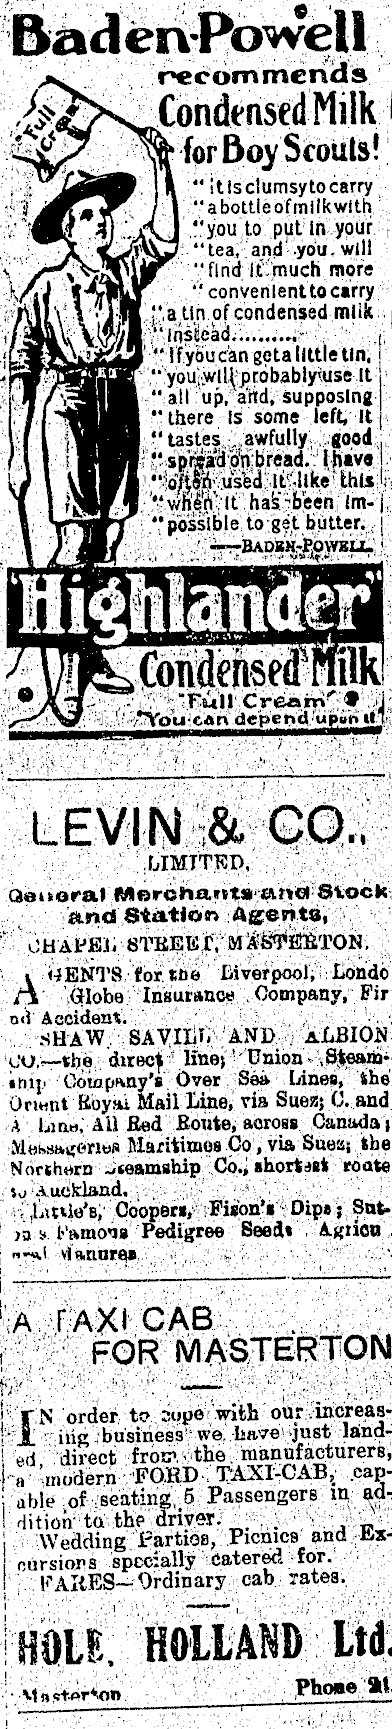 Baden-Powell
recommends
Condensed Milk
for Boy Scouts!
Full
Cream
"it is clumsy to carry
"a bottle of milk with
"you to put in your
"tea, and you will
"find it much more
"convenient to carry
"a tin of condensed milk
"instead..........
"If you can get a little tin,
"you will probably use it
"all up, and, supposing
"there is some left, it
"tastes awfully good
"spread on bread. I have
"often used it like this
"when it has been im-
"possible to get butter.
—BADEN-POWELL.
"Highlander"
Condensed Milk
"Full Cream"
"You can depend upon it"
LEVIN & CO.,
LIMITED,
General Merchants and Stock
and Station Agents,
CHAPEL STREET, MASTERTON.
AGENTS for the Liverpool, Londo
Globe Insurance Company, Fir
nd Accident.
SHAW SAVILL AND ALBION
CO.—the direct line; Union Steam-
ship Company's Over Sea Lines, the
Orient Royal Mail Line, via Suez; C. and
A Line, All Red Route, across Canada;
Messageries Maritimes Co, via Suez; the
Northern Steamship Co., shortest route
to Auckland.
Little's, Coopers, Fison's Dips; Sut-
on's Famous Pedigree Seeds Agricu
Manures
A TAXI CAB
FOR MASTERTON
IN order to cope with our increas-
ing business we have just land-
ed, direct from the manufacturers,
a modern FORD TAXI-CAB, cap-
able of seating 5 Passengers in ad-
dition to the driver.
Wedding Parties, Picnics and Ex-
cursions specially catered for.
FARES—Ordinary cab rates.
HOLE, HOLLAND Ltd.
Masterton Phone 21